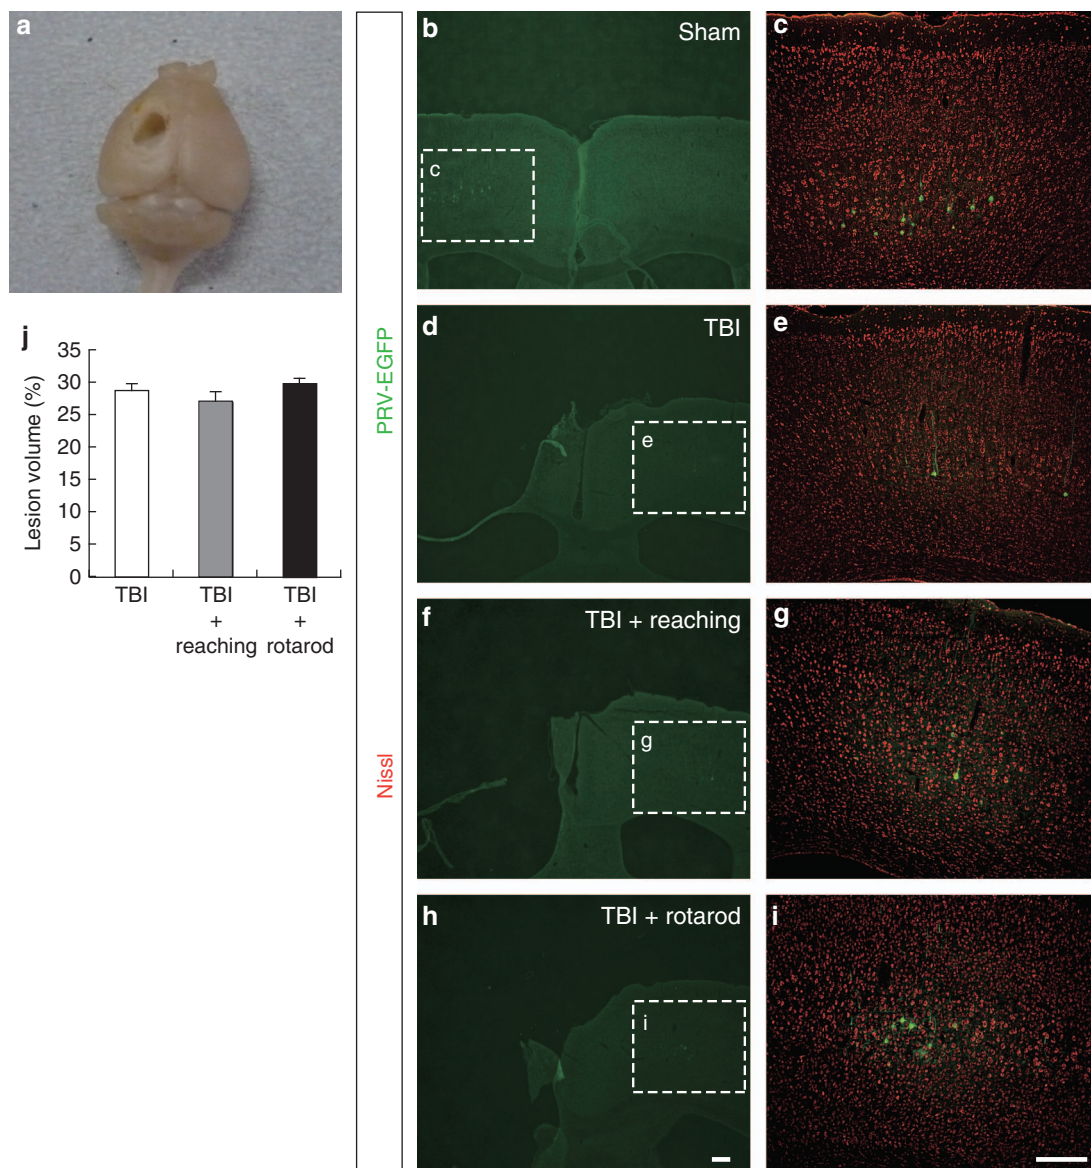 a
b
Sham
c
c
d
TBI
e
e
f
TBI + reaching
g
g
h
TBI + rotarod
i
i
PRV-EGFP
Nissl
j
Lesion volume (%)
35
30
25
20
15
10
5
0
TBI
TBI
+
reaching
TBI
+
rotarod